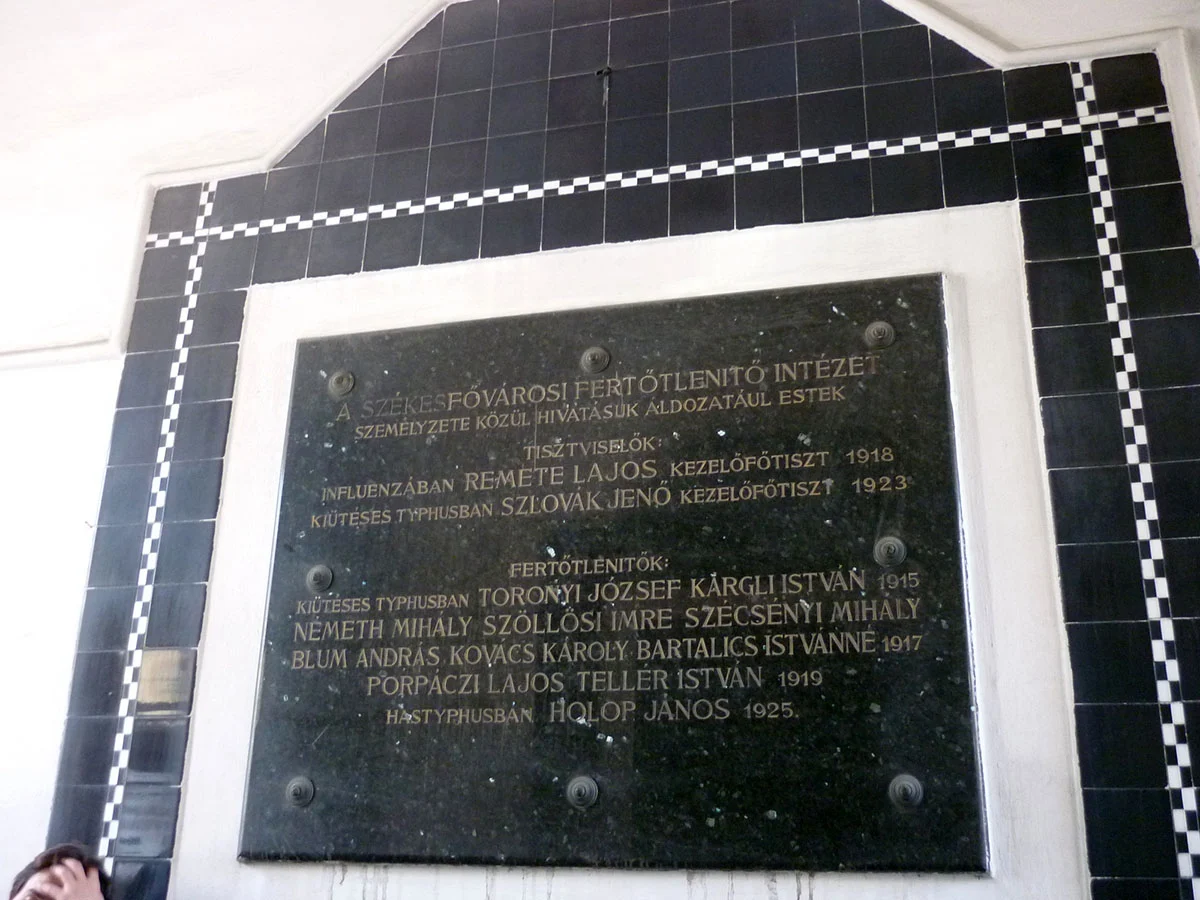 A SZÉKESFŐVÁROSI FERTŐTLENITŐ INTÉZET
SZEMÉLYZETE KÖZÜL HIVATÁSUK ÁLDOZATÁUL ESTEK
TISZTVISELŐK:
INFLUENZÁBAN REMETE LAJOS KEZELŐFŐTISZT 1918
KIÜTÉSES TYPHUSBAN SZLOVÁK JENŐ KEZELŐFŐTISZT 1923
FERTŐTLENITŐK:
KIÜTÉSES TYPHUSBAN TORONYI JÓZSEF KÁRGLI ISTVÁN 1915
NÉMETH MIHÁLY SZÖLLŐSI IMRE SZÉCSÉNYI MIHÁLY
BLUM ANDRÁS KOVÁCS KÁROLY BARTALICS ISTVÁNNÉ 1917
PORPÁCZI LAJOS TELLÉR ISTVÁN 1919
HASTYPHUSBAN HOLOP JÁNOS 1925.